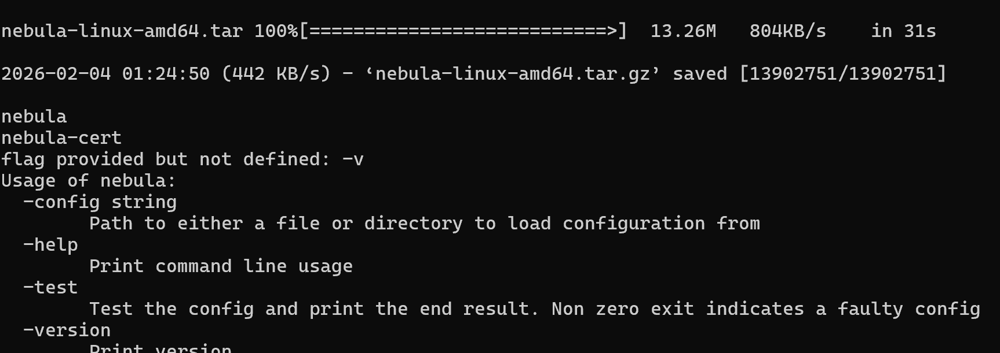 nebula-linux-amd64.tar 100%[===========================>]  13.26M   804KB/s    in 31s
2026-02-04 01:24:50 (442 KB/s) - ‘nebula-linux-amd64.tar.gz’ saved [13902751/13902751]
nebula
nebula-cert
flag provided but not defined: -v
Usage of nebula:
  -config string
        Path to either a file or directory to load configuration from
  -help
        Print command line usage
  -test
        Test the config and print the end result. Non zero exit indicates a faulty config
  -version
        Print version